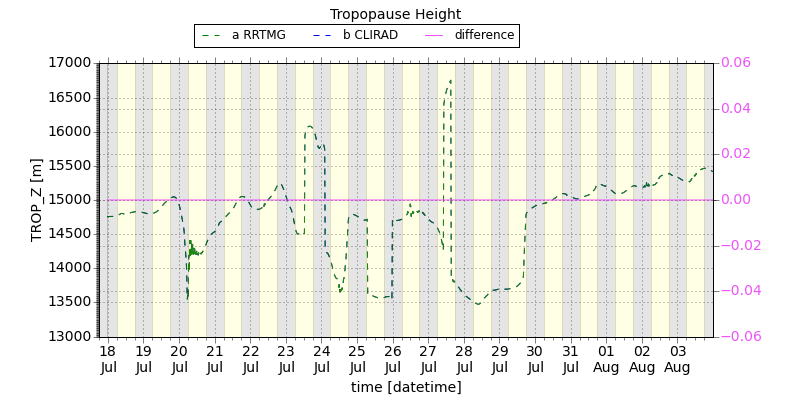 Tropopause Height
a RRTMG b CLIRAD difference
17000 0.06
16500 0.04
16000 0.02
15500 0.00
15000 −0.02
14500 −0.04
14000 −0.06
13500
13000
TROP_Z [m]
18 19 20 21 22 23 24 25 26 27 28 29 30 31 01 02 03
Jul Jul Jul Jul Jul Jul Jul Jul Jul Jul Jul Jul Jul Jul Aug Aug Aug
time [datetime]